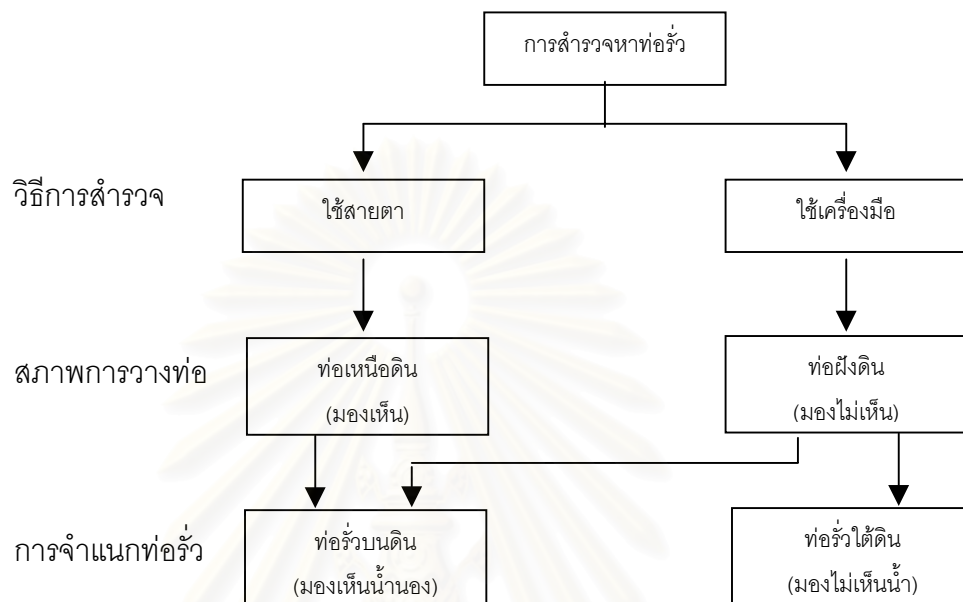 การสำรวจหาท่อรั่ว
วิธีการสำรวจ
ใช้สายตา
ใช้เครื่องมือ
สภาพการวางท่อ
ท่อเหนือดิน
(มองเห็น)
ท่อฝังดิน
(มองไม่เห็น)
การจำแนกท่อรั่ว
ท่อรั่วบนดิน
(มองเห็นน้ำนอง)
ท่อรั่วใต้ดิน
(มองไม่เห็นน้ำ)